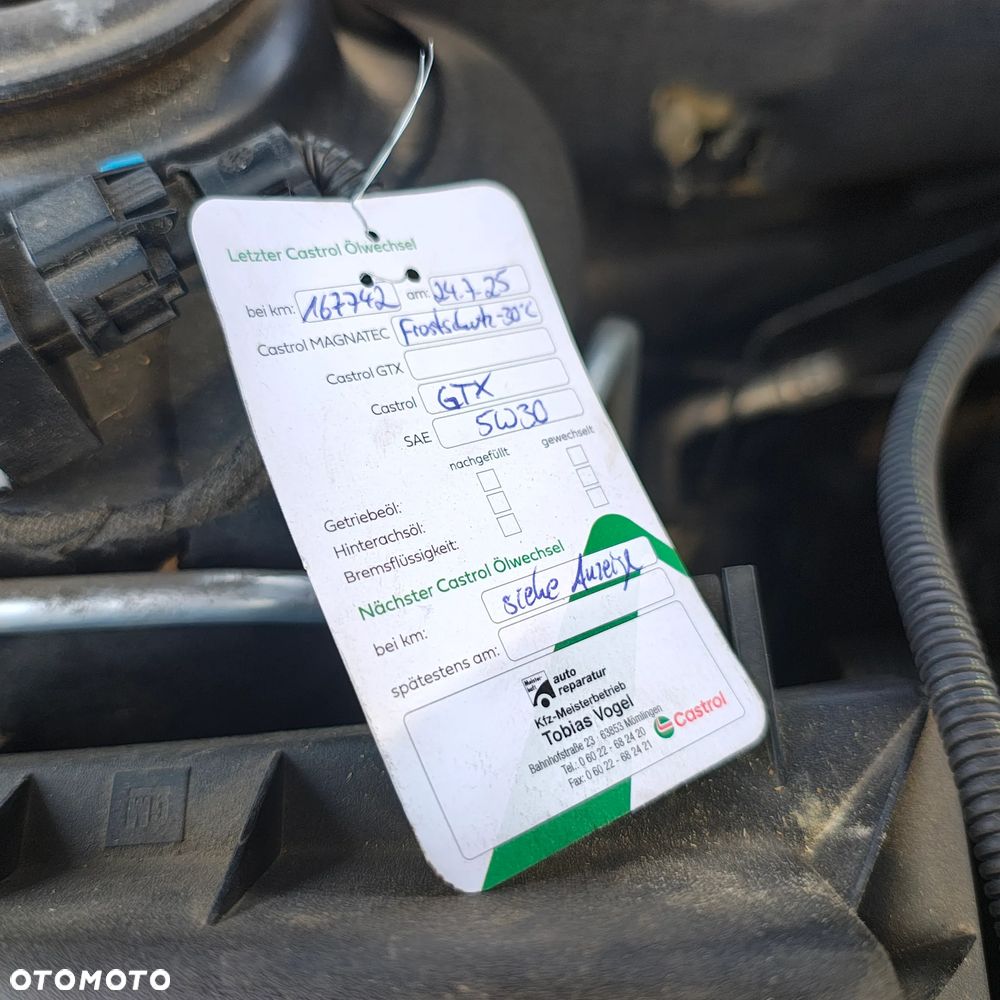 Letzter Castrol Ölwechsel
bei km: 167742 am: 24.7.25
Castrol MAGNATEC Frostschutz -30°C
Castrol GTX
Castrol GTX
SAE 5W30
nachgefüllt gewechselt
Getriebeöl:
Hinterachsöl:
Bremsflüssigkeit:
Nächster Castrol Ölwechsel
bei km: siehe Anzeige
spätestens am:
Meister-
haft
auto
reparatur
Kfz-Meisterbetrieb
Tobias Vogel
Bahnhofstraße 23 · 63853 Mömlingen
Tel.: 0 60 22 - 68 24 20
Fax: 0 60 22 - 68 24 21
Castrol
GM
OTOMOTO